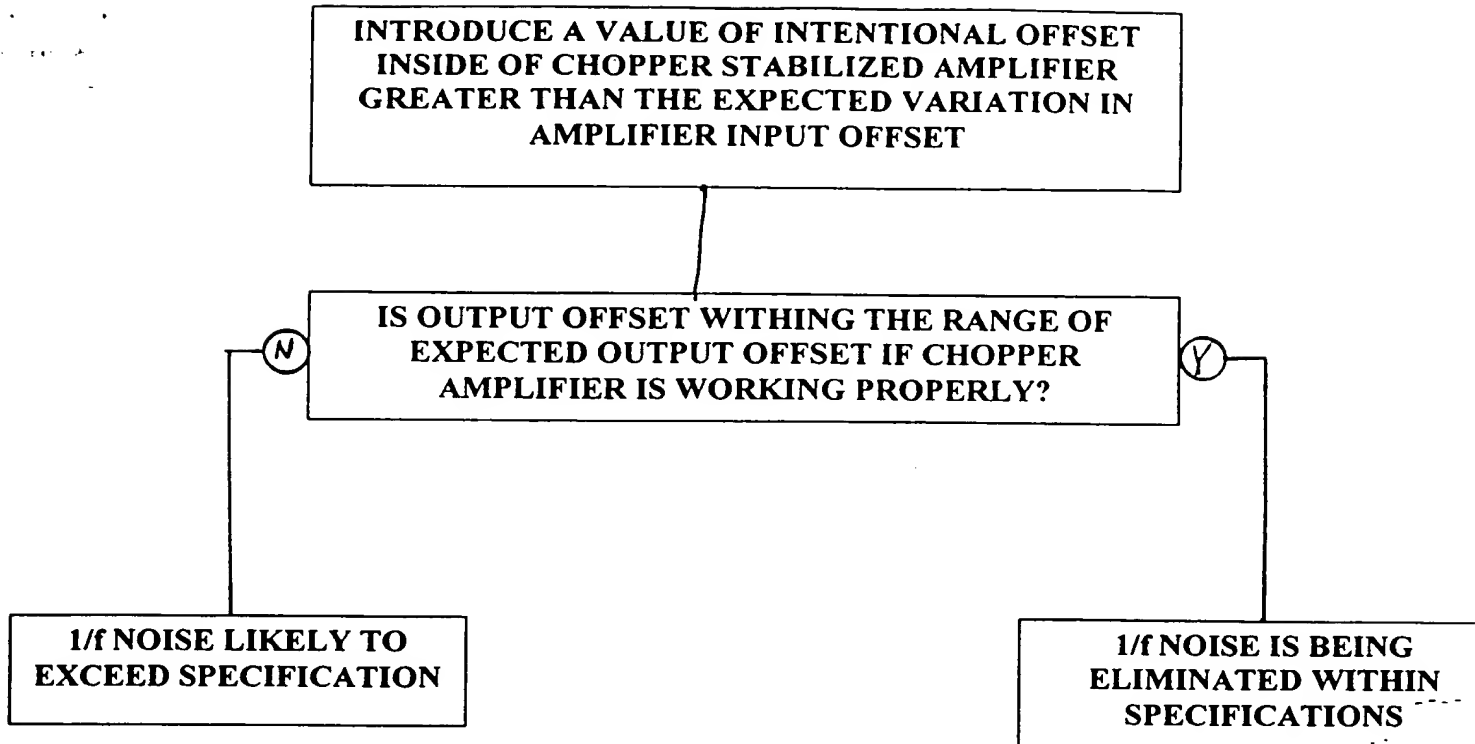 INTRODUCE A VALUE OF INTENTIONAL OFFSET
INSIDE OF CHOPPER STABILIZED AMPLIFIER
GREATER THAN THE EXPECTED VARIATION IN
AMPLIFIER INPUT OFFSET
IS OUTPUT OFFSET WITHING THE RANGE OF
EXPECTED OUTPUT OFFSET IF CHOPPER
AMPLIFIER IS WORKING PROPERLY?
N
Y
1/f NOISE LIKELY TO
EXCEED SPECIFICATION
1/f NOISE IS BEING
ELIMINATED WITHIN
SPECIFICATIONS